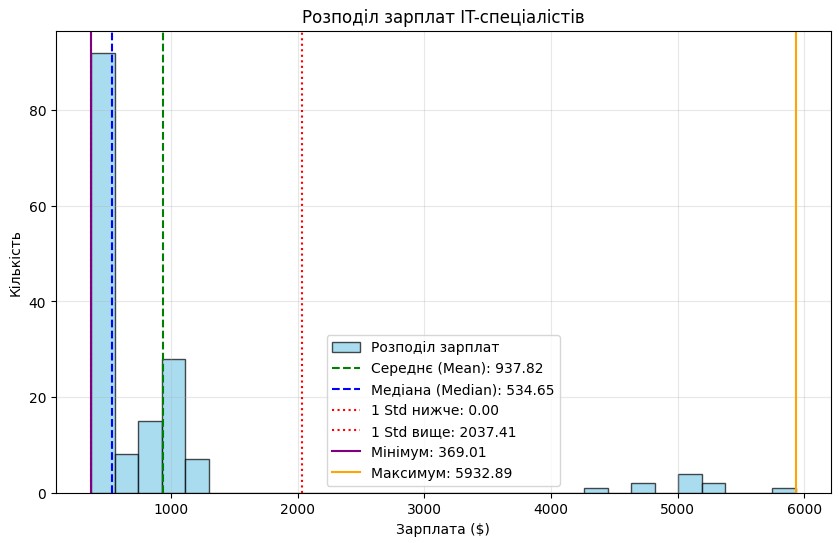 Розподіл зарплат ІТ-спеціалістів
Кількість
80
60
40
20
0
Розподіл зарплат
Середнє (Mean): 937.82
Медіана (Median): 534.65
1 Std нижче: 0.00
1 Std вище: 2037.41
Мінімум: 369.01
Максимум: 5932.89
1000
2000
3000
4000
5000
6000
Зарплата ($)